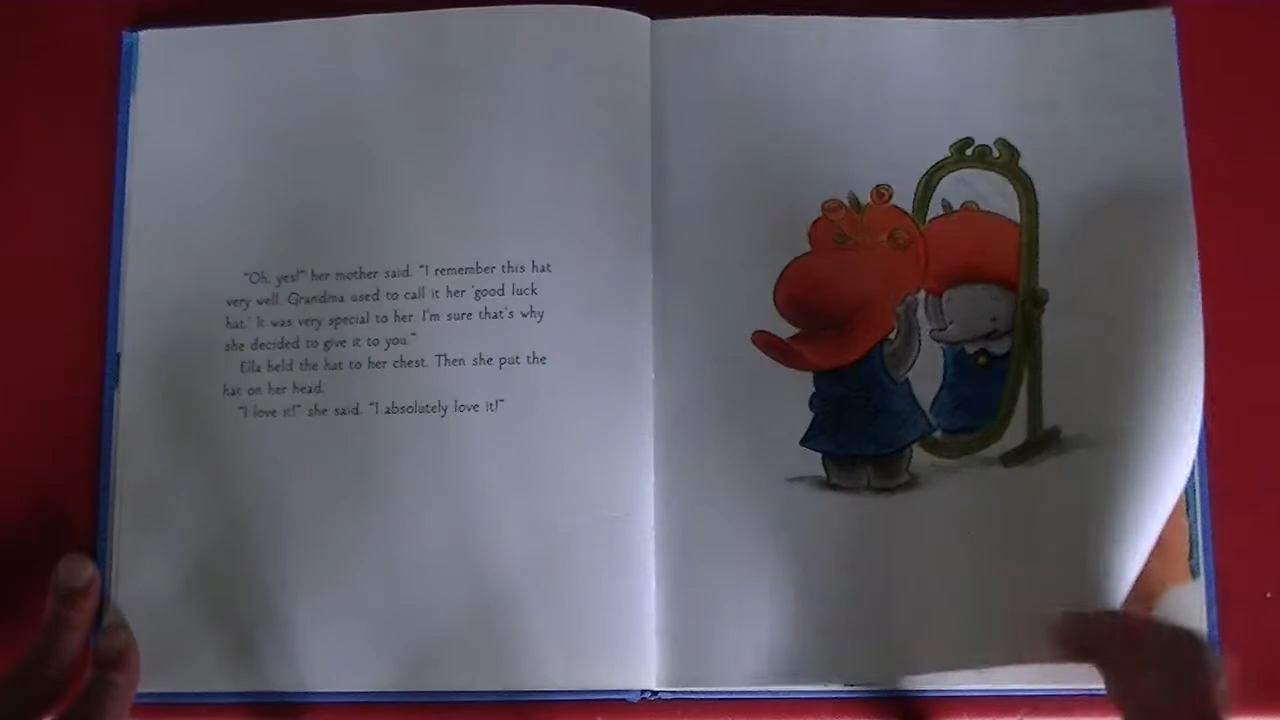 "Oh, yes!" her mother said. "I remember this hat
very well. Grandma used to call it her 'good luck
hat.' It was very special to her. I'm sure that's why
she decided to give it to you."
Ella held the hat to her chest. Then she put the
hat on her head.
"I love it!" she said. "I absolutely love it!"